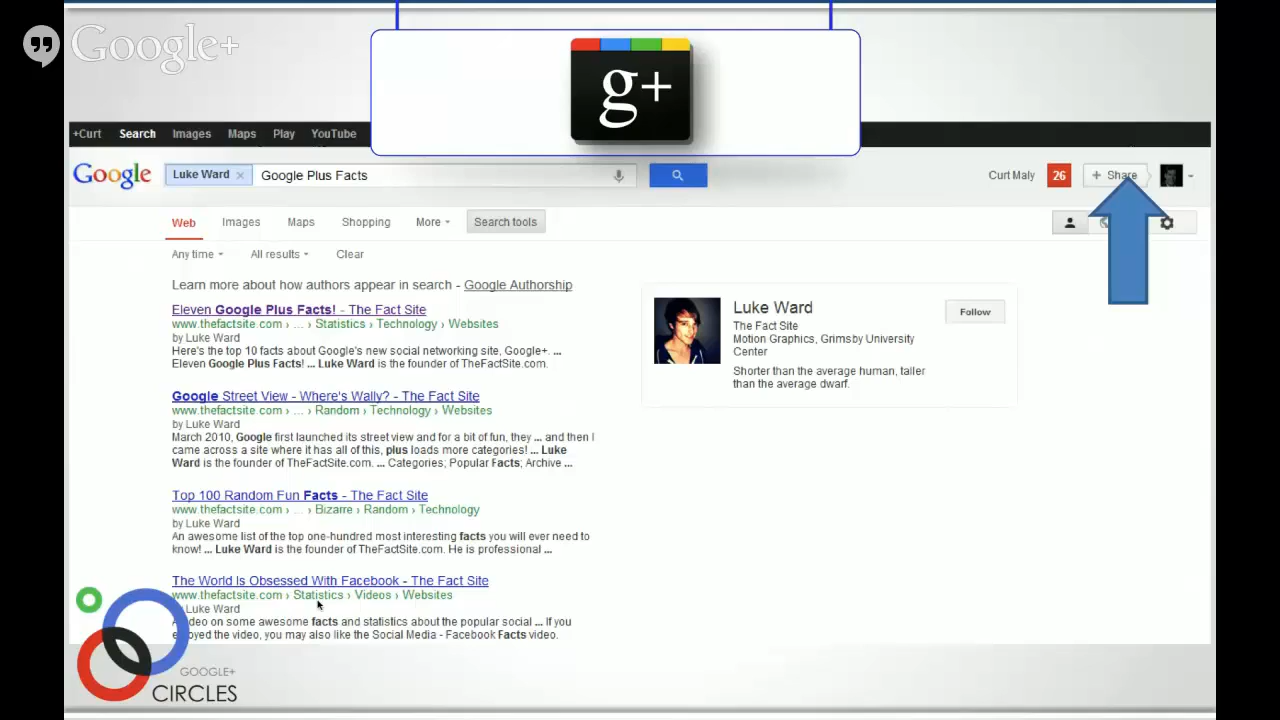 Google+
g+
+Curt Search Images Maps Play YouTube
Google Luke Ward × Google Plus Facts Curt Maly 26 + Share
Web Images Maps Shopping More Search tools
Any time All results Clear
Learn more about how authors appear in search - Google Authorship
Eleven Google Plus Facts! - The Fact Site
www.thefactsite.com › ... › Statistics › Technology › Websites
by Luke Ward
Here's the top 10 facts about Google's new social networking site, Google+. ...
Eleven Google Plus Facts! ... Luke Ward is the founder of TheFactSite.com.
Luke Ward
Follow
The Fact Site
Motion Graphics, Grimsby University
Center
Shorter than the average human, taller
than the average dwarf.
Google Street View - Where's Wally? - The Fact Site
www.thefactsite.com › ... › Random › Technology › Websites
by Luke Ward
March 2010, Google first launched its street view and for a bit of fun, they ... and then I
came across a site where it has all of this, plus loads more categories! ... Luke
Ward is the founder of TheFactSite.com. ... Categories; Popular Facts; Archive ...
Top 100 Random Fun Facts - The Fact Site
www.thefactsite.com › ... › Bizarre › Random › Technology
by Luke Ward
An awesome list of the top one-hundred most interesting facts you will ever need to
know! ... Luke Ward is the founder of TheFactSite.com. He is professional ...
The World Is Obsessed With Facebook - The Fact Site
www.thefactsite.com › Statistics › Videos › Websites
by Luke Ward
A video on some awesome facts and statistics about the popular social ... If you
enjoyed the video, you may also like the Social Media - Facebook Facts video.
GOOGLE+
CIRCLES